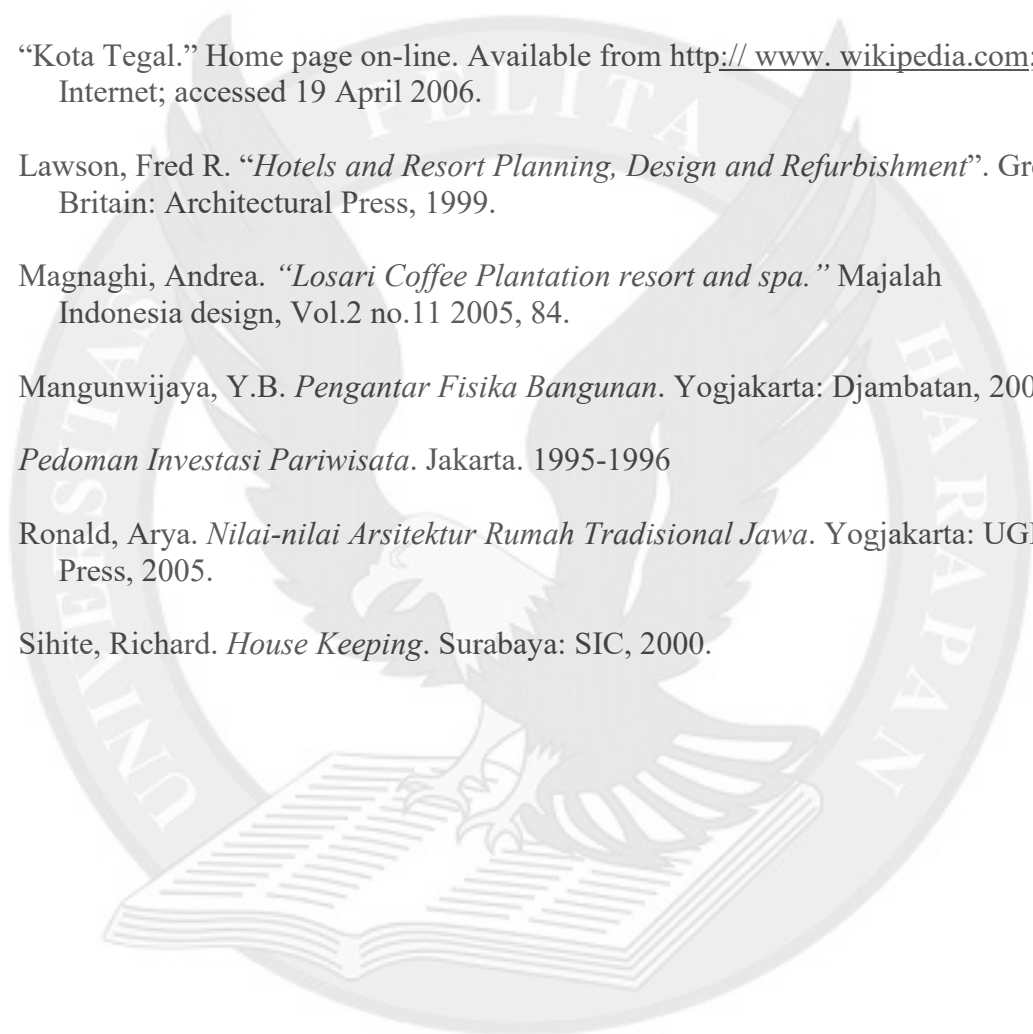 “Kota Tegal.” Home page on-line. Available from http:// www. wikipedia.com;
Internet; accessed 19 April 2006.
Lawson, Fred R. “Hotels and Resort Planning, Design and Refurbishment”.
Britain: Architectural Press, 1999.
Magnaghi, Andrea. “Losari Coffee Plantation resort and spa.” Majalah
Indonesia design, Vol.2 no.11 2005, 84.
Mangunwijaya, Y.B. Pengantar Fisika Bangunan. Yogjakarta: Djambatan,
Pedoman Investasi Pariwisata. Jakarta. 1995-1996
Ronald, Arya. Nilai-nilai Arsitektur Rumah Tradisional Jawa. Yogjakarta:
Press, 2005.
Sihite, Richard. House Keeping. Surabaya: SIC, 2000.
UNIVERSITAS PELITA HARAPAN